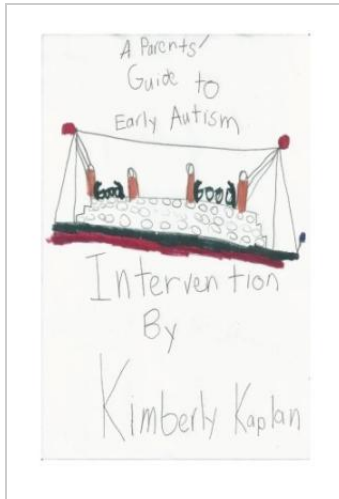 A Parents'
Guide to
Early Autism
Good Good
Intervention
By
Kimberly Kaplan